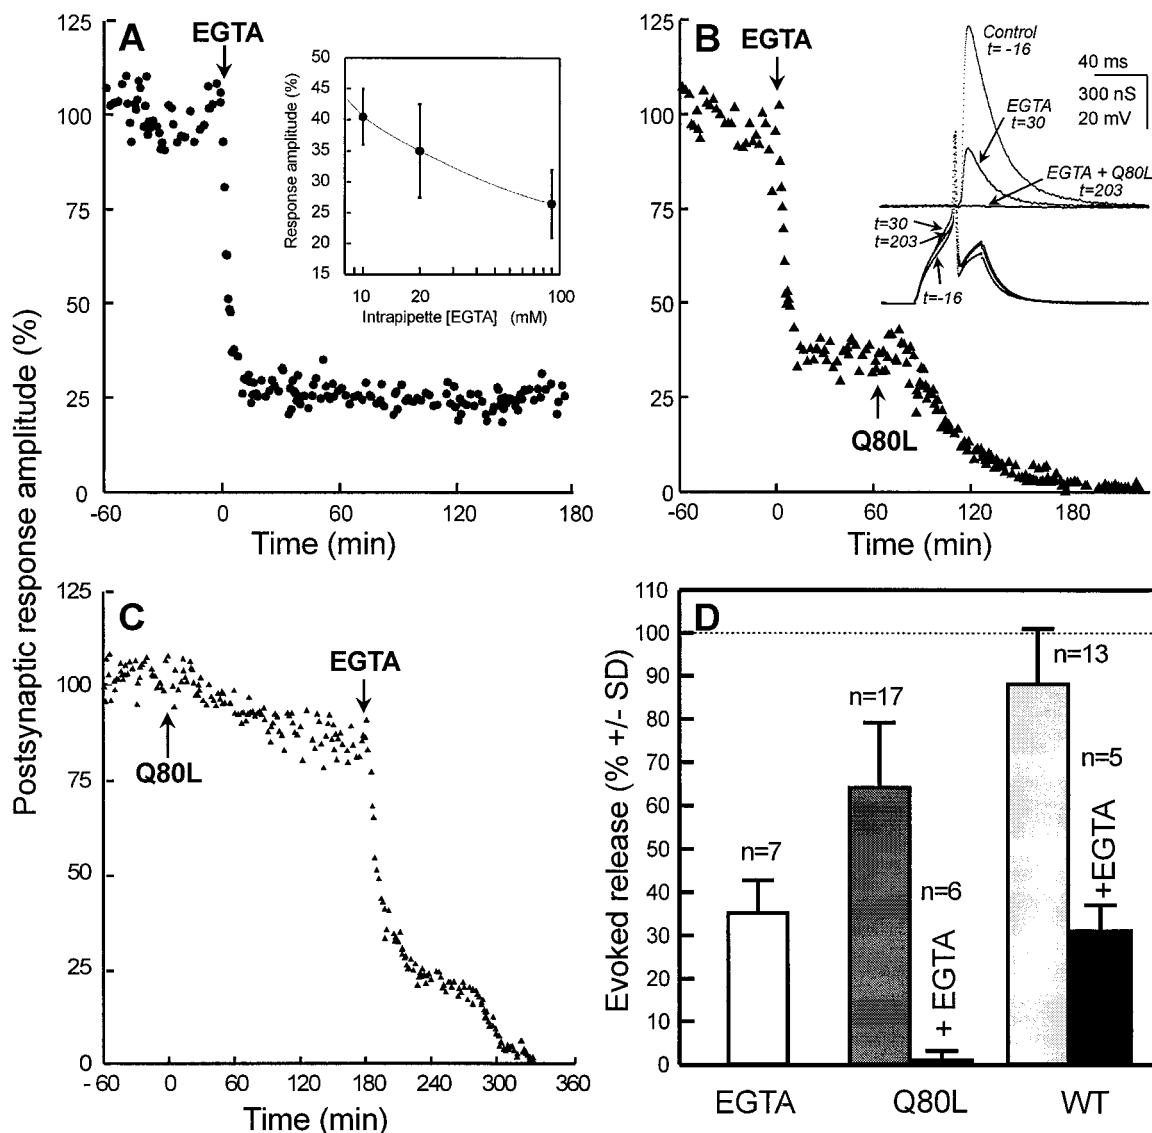 Postsynaptic response amplitude (%)
A
EGTA
125
100
75
50
25
0
-60
0
60
120
180
Time (min)
Response amplitude (%)
50
45
40
35
30
25
20
15
10
20
100
Intrapipette [EGTA] (mM)
B
EGTA
125
100
75
50
25
0
-60
0
60
120
180
Time (min)
Q80L
Control
t= -16
40 ms
300 nS
20 mV
EGTA
t=30
EGTA + Q80L
t=203
t=30
t=203
t=-16
C
125
100
75
50
25
0
-60
0
60
120
180
240
300
360
Time (min)
Q80L
EGTA
D
Evoked release (% +/- SD)
110
100
90
80
70
60
50
40
30
20
10
0
n=7
n=17
n=6
+ EGTA
n=13
n=5
+EGTA
EGTA
Q80L
WT